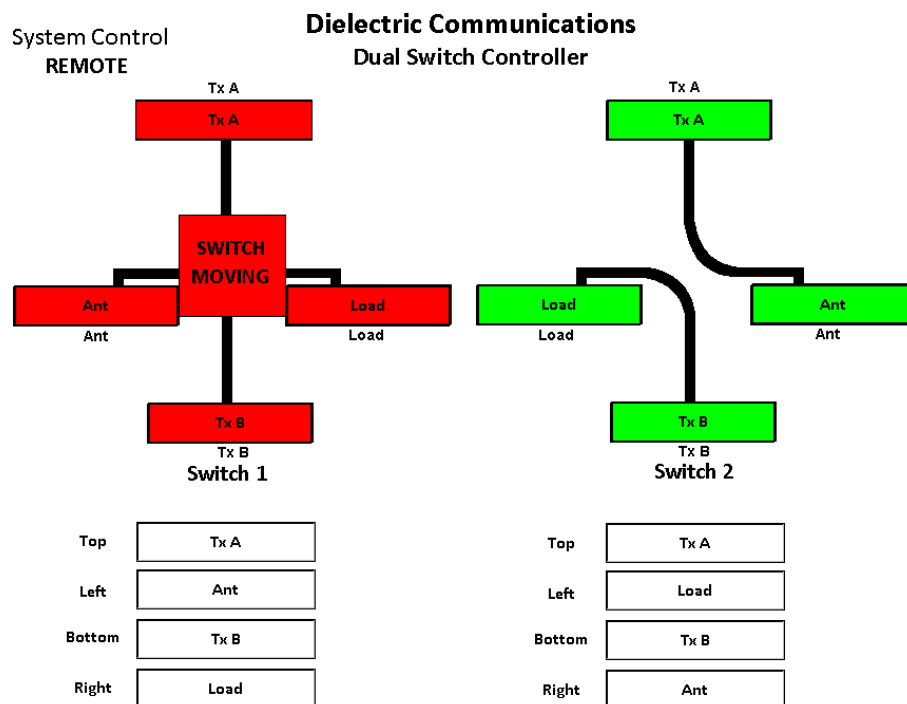 Dielectric Communications
System Control
Dual Switch Controller
REMOTE
Tx A
Tx A
SWITCH
MOVING
Ant
Load
Ant
Load
Tx B
Tx B
Switch 1
Tx A
Tx A
Load
Ant
Load
Ant
Tx B
Tx B
Switch 2
Top Tx A
Left Ant
Bottom Tx B
Right Load
Top Tx A
Left Load
Bottom Tx B
Right Ant